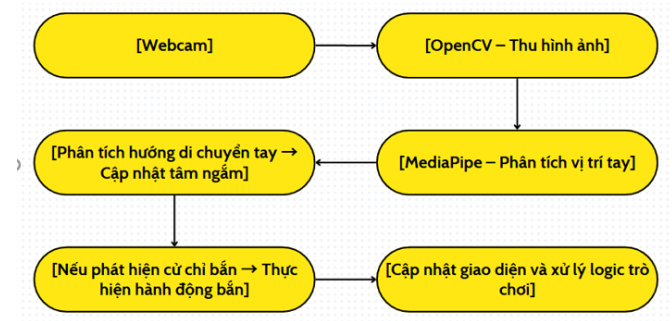 [Webcam]
[OpenCV – Thu hình ảnh]
[MediaPipe – Phân tích vị trí tay]
[Phân tích hướng di chuyển tay →
Cập nhật tâm ngắm]
[Nếu phát hiện cử chỉ bắn → Thực
hiện hành động bắn]
[Cập nhật giao diện và xử lý logic trò
chơi]